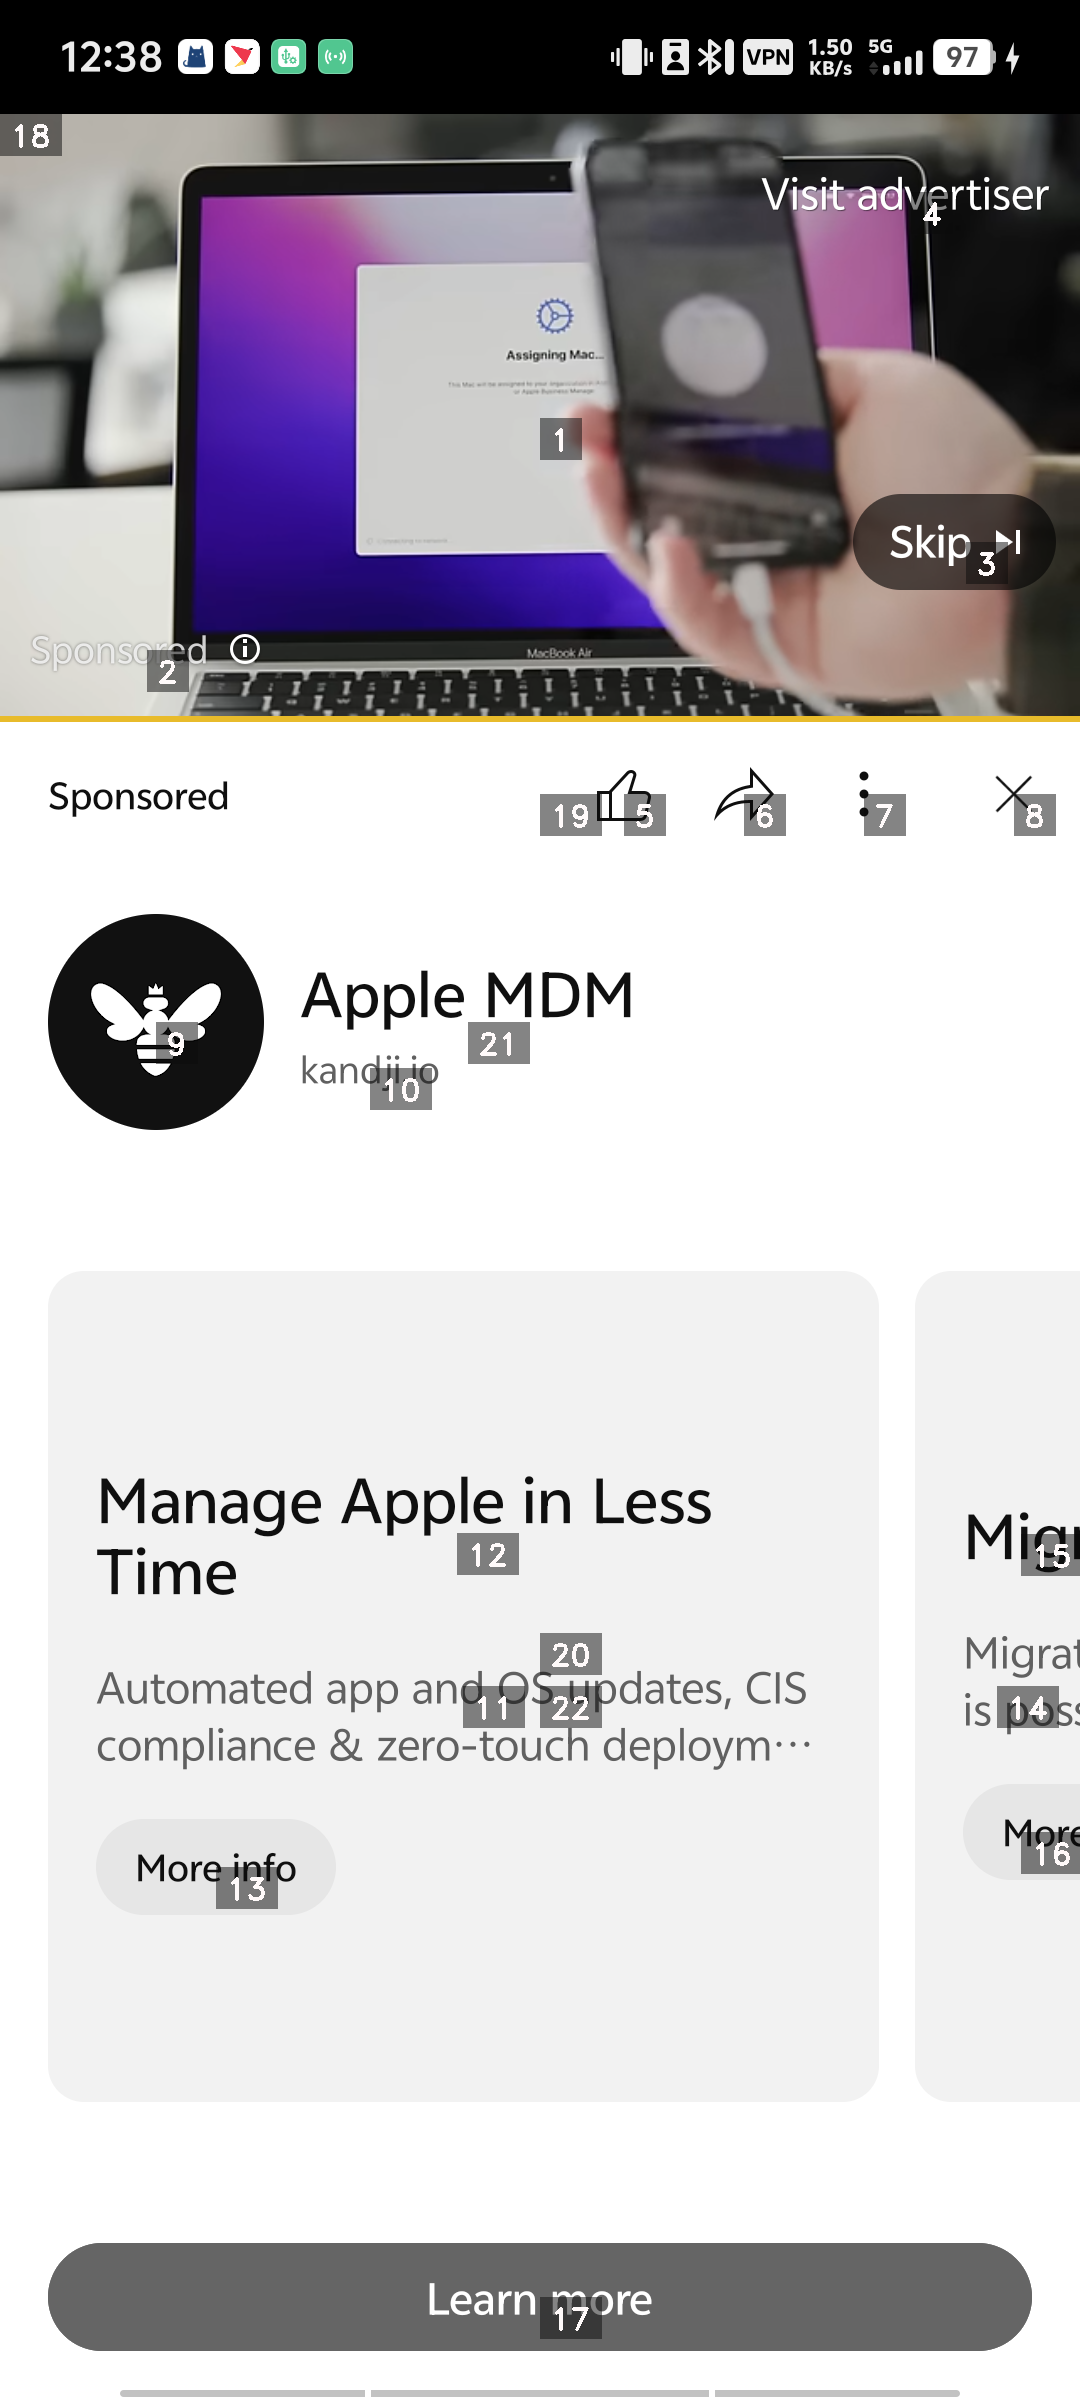 12:38
VPN
1.50 KB/s
5G
97
18
Visit advertiser
4
Assigning Mac...
1
Skip
3
Sponsored
2
MacBook Air
Sponsored
19
5
6
7
8
Apple MDM
9
21
kandji.io
10
Manage Apple in Less
Time
12
20
Automated app and OS updates, CIS
compliance & zero-touch deploym···
11
22
More info
13
Migr
15
Migrat
is poss
14
More
16
Learn more
17